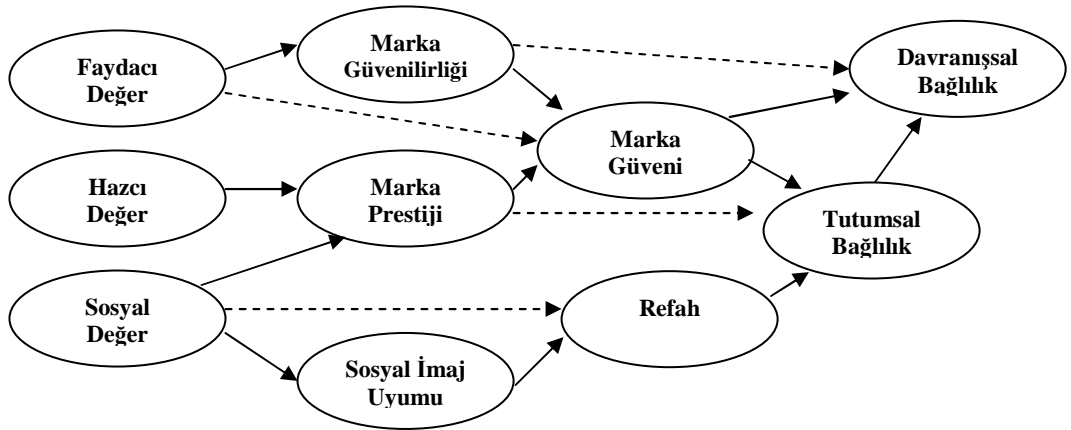 Faydacı
Değer
Marka
Güvenilirliği
Davranışsal
Bağlılık
Marka
Güveni
Hazcı
Değer
Marka
Prestiji
Tutumsal
Bağlılık
Sosyal
Değer
Refah
Sosyal İmaj
Uyumu